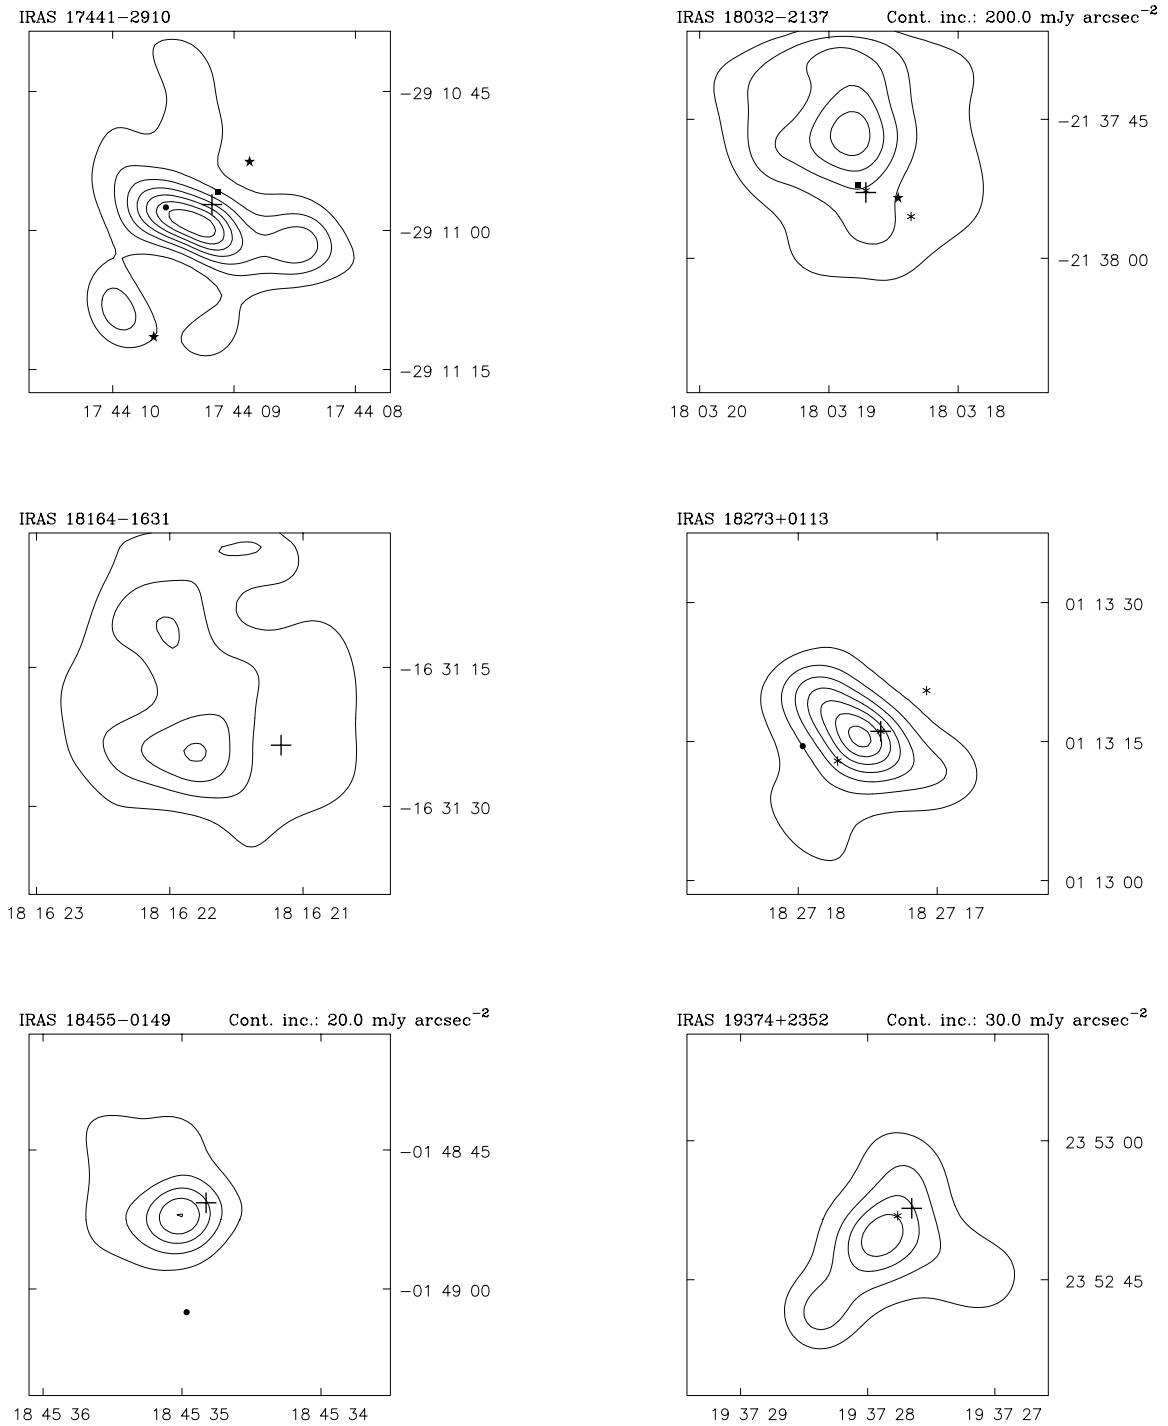 IRAS 17441−2910
−29 10 45
−29 11 00
−29 11 15
17 44 10 17 44 09 17 44 08
IRAS 18032−2137 Cont. inc.: 200.0 mJy arcsec⁻²
−21 37 45
−21 38 00
18 03 20 18 03 19 18 03 18
IRAS 18164−1631
−16 31 15
−16 31 30
18 16 23 18 16 22 18 16 21
IRAS 18273+0113
01 13 30
01 13 15
01 13 00
18 27 18 18 27 17
IRAS 18455−0149 Cont. inc.: 20.0 mJy arcsec⁻²
−01 48 45
−01 49 00
18 45 36 18 45 35 18 45 34
IRAS 19374+2352 Cont. inc.: 30.0 mJy arcsec⁻²
23 53 00
23 52 45
19 37 29 19 37 28 19 37 27